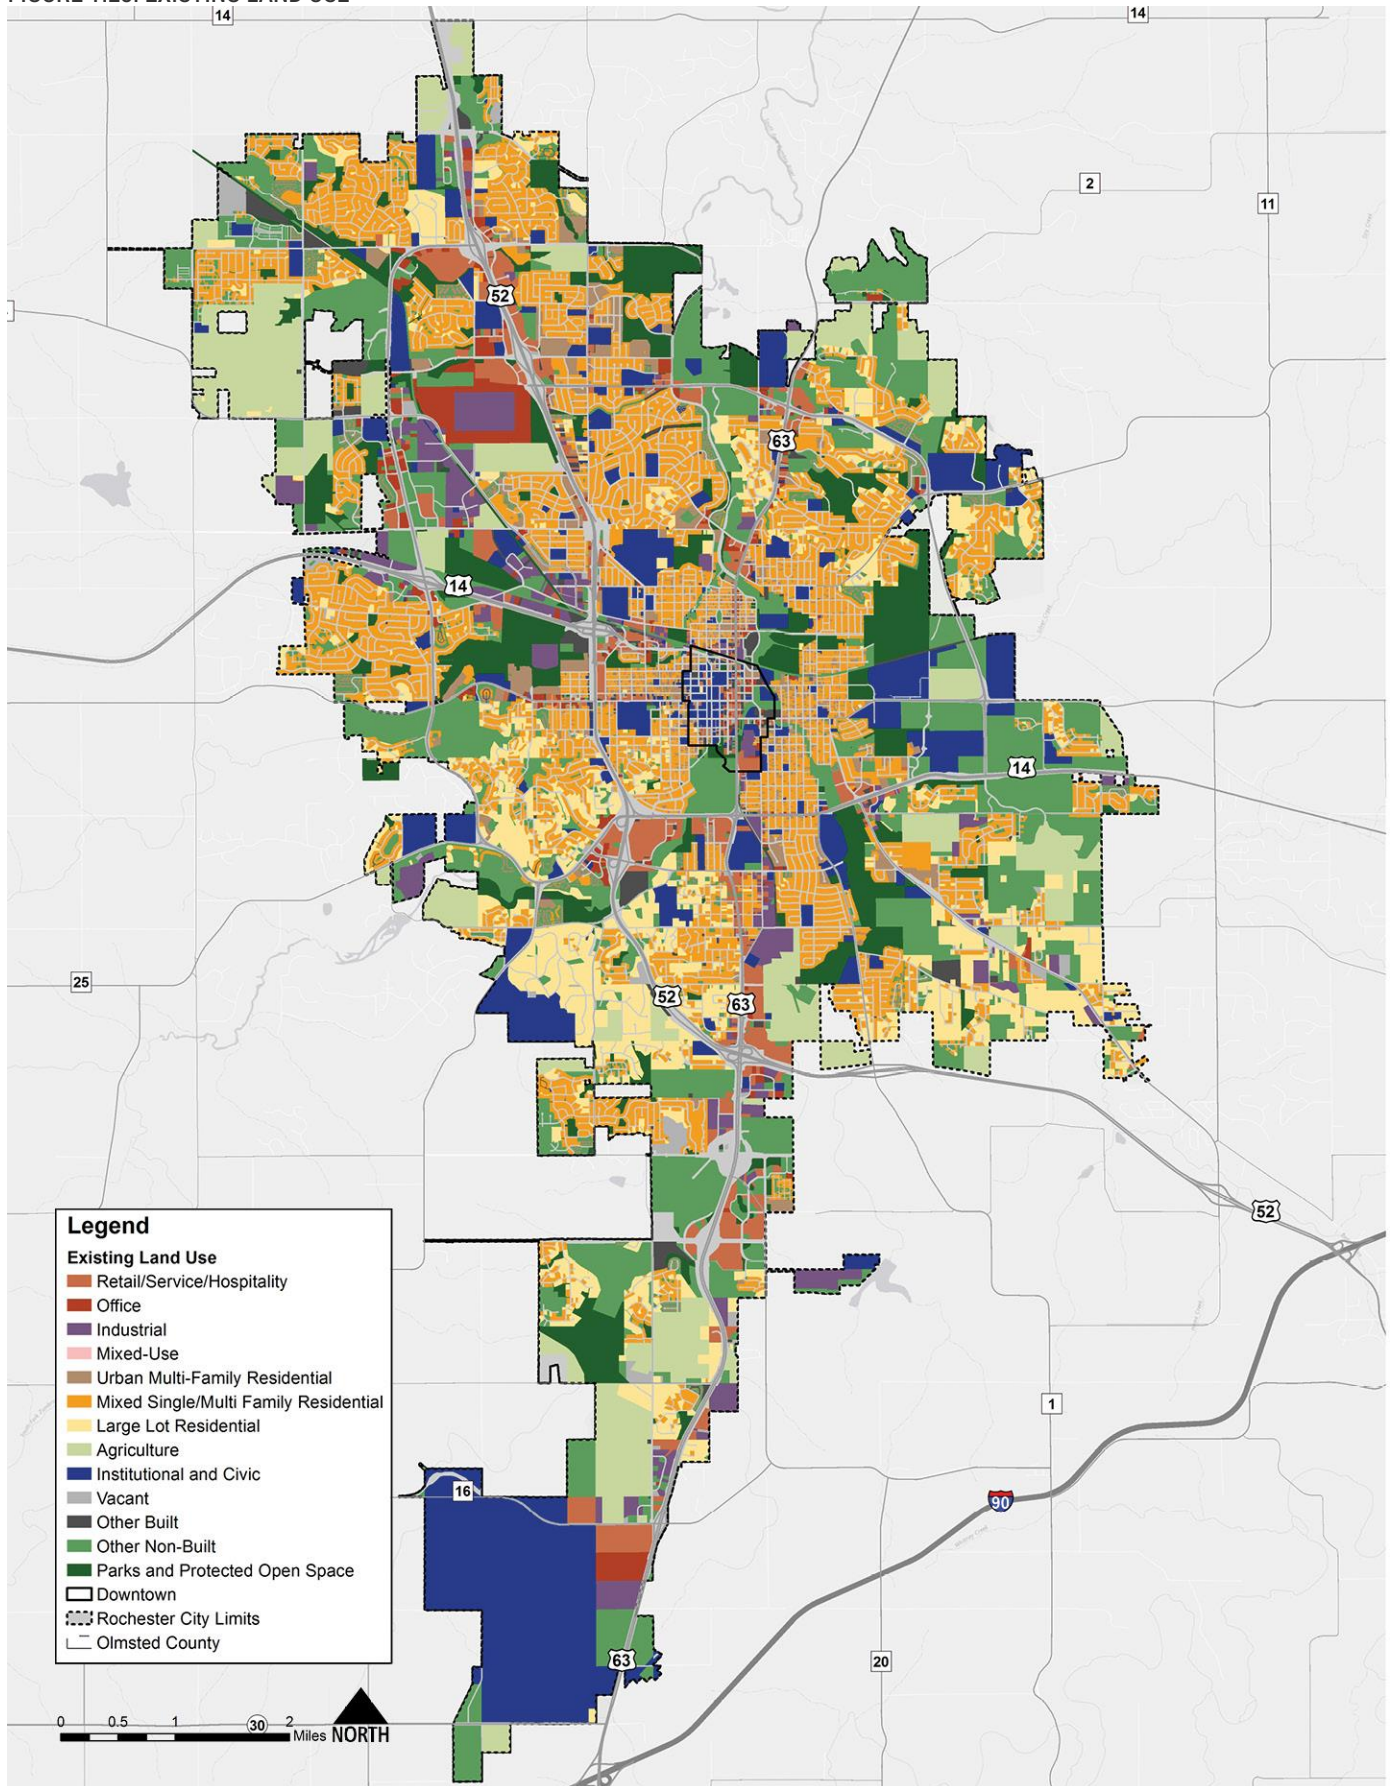 14
14
2
11
52
63
14
14
25
52
63
52
Legend
Existing Land Use
Retail/Service/Hospitality
Office
Industrial
Mixed-Use
Urban Multi-Family Residential
Mixed Single/Multi Family Residential
Large Lot Residential
Agriculture
Institutional and Civic
Vacant
Other Built
Other Non-Built
Parks and Protected Open Space
Downtown
Rochester City Limits
Olmsted County
1
16
90
63
20
0 0.5 1 30 2 Miles NORTH